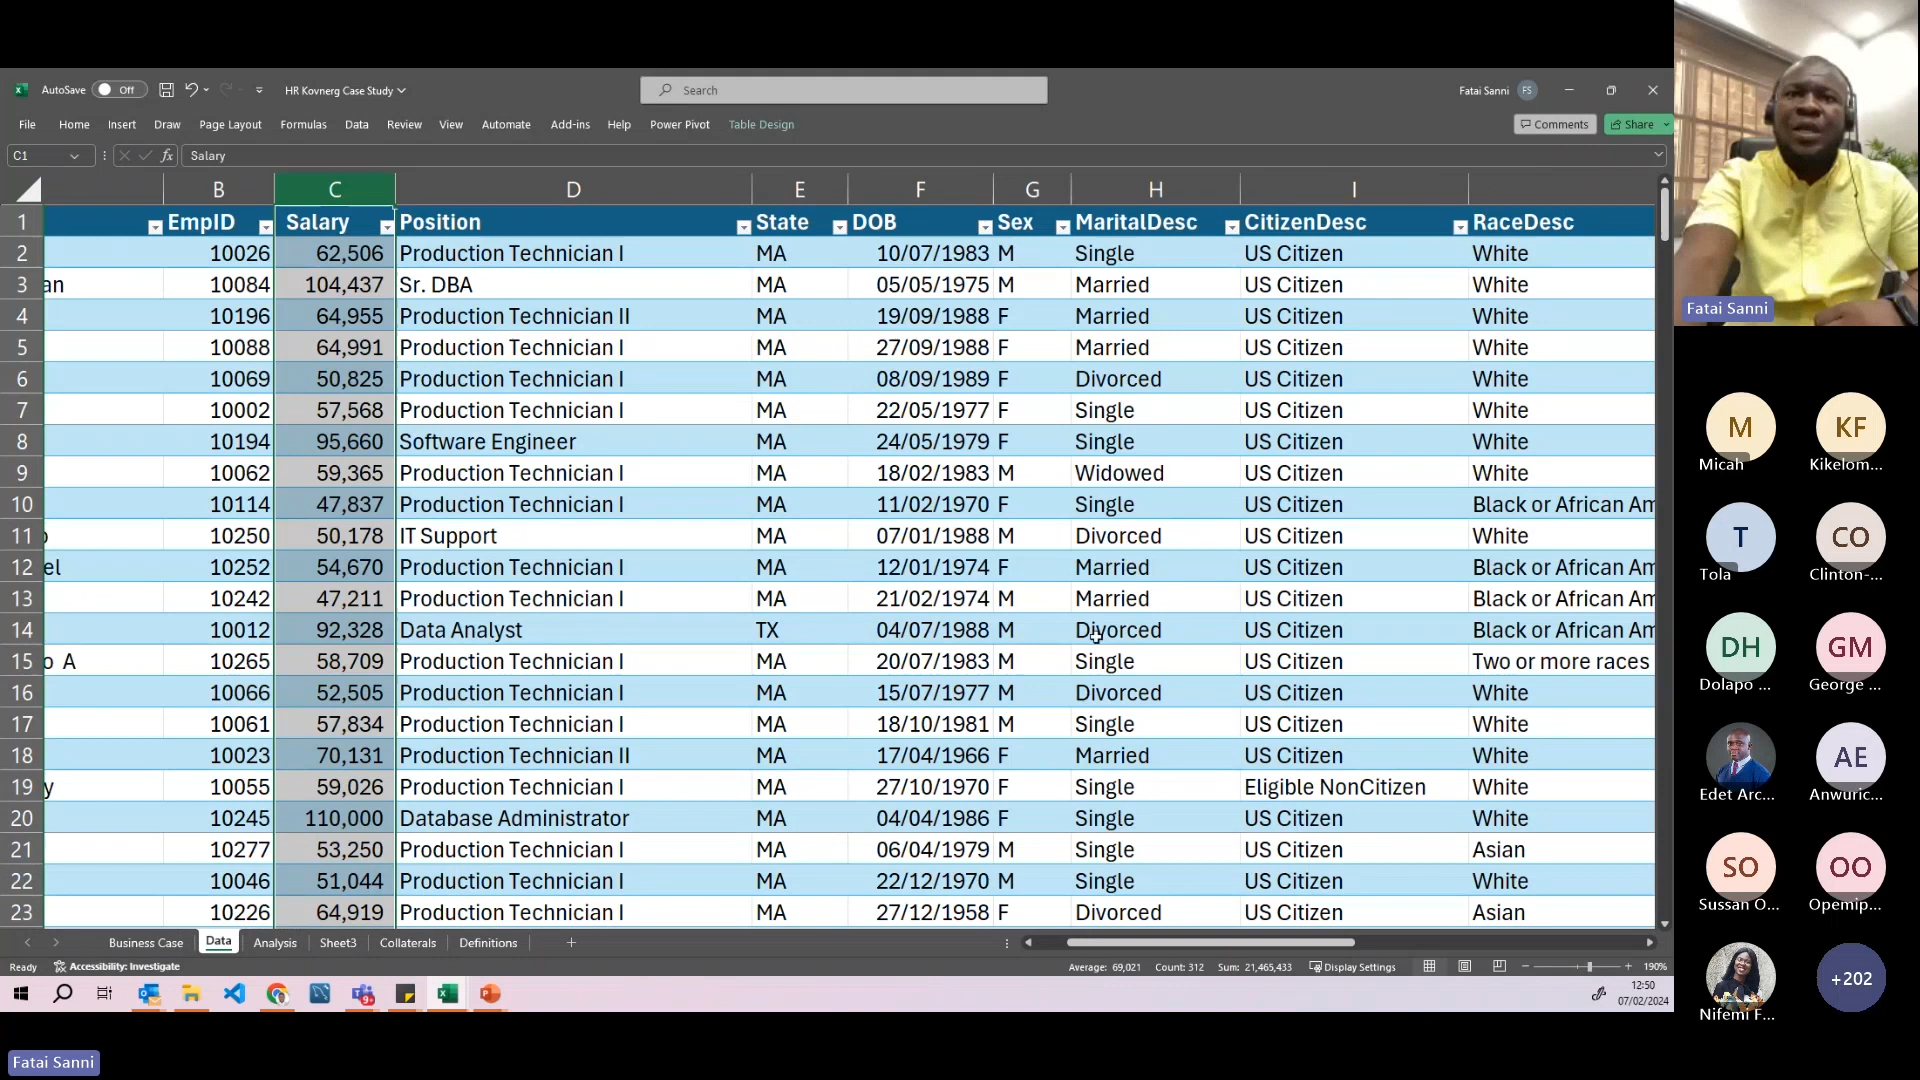 AutoSave Off HR Kovnerg Case Study Search Fatai Sanni FS
File Home Insert Draw Page Layout Formulas Data Review View Automate Add-ins Help Power Pivot Table Design Comments Share
C1 fx Salary
B C D E F G H I
1 EmpID Salary Position State DOB Sex MaritalDesc CitizenDesc RaceDesc
2 10026 62,506 Production Technician I MA 10/07/1983 M Single US Citizen White
3 an 10084 104,437 Sr. DBA MA 05/05/1975 M Married US Citizen White
4 10196 64,955 Production Technician II MA 19/09/1988 F Married US Citizen White
5 10088 64,991 Production Technician I MA 27/09/1988 F Married US Citizen White
6 10069 50,825 Production Technician I MA 08/09/1989 F Divorced US Citizen White
7 10002 57,568 Production Technician I MA 22/05/1977 F Single US Citizen White
8 10194 95,660 Software Engineer MA 24/05/1979 F Single US Citizen White
9 10062 59,365 Production Technician I MA 18/02/1983 M Widowed US Citizen White
10 10114 47,837 Production Technician I MA 11/02/1970 F Single US Citizen Black or African Am
11 10250 50,178 IT Support MA 07/01/1988 M Divorced US Citizen White
12 el 10252 54,670 Production Technician I MA 12/01/1974 F Married US Citizen Black or African Am
13 10242 47,211 Production Technician I MA 21/02/1974 M Married US Citizen Black or African Am
14 10012 92,328 Data Analyst TX 04/07/1988 M Divorced US Citizen Black or African Am
15 o A 10265 58,709 Production Technician I MA 20/07/1983 M Single US Citizen Two or more races
16 10066 52,505 Production Technician I MA 15/07/1977 M Divorced US Citizen White
17 10061 57,834 Production Technician I MA 18/10/1981 M Single US Citizen White
18 10023 70,131 Production Technician II MA 17/04/1966 F Married US Citizen White
19 y 10055 59,026 Production Technician I MA 27/10/1970 F Single Eligible NonCitizen White
20 10245 110,000 Database Administrator MA 04/04/1986 F Single US Citizen White
21 10277 53,250 Production Technician I MA 06/04/1979 M Single US Citizen Asian
22 10046 51,044 Production Technician I MA 22/12/1970 M Single US Citizen White
23 10226 64,919 Production Technician I MA 27/12/1958 F Divorced US Citizen Asian
Business Case Data Analysis Sheet3 Collaterals Definitions
Ready Accessibility: Investigate Average: 69,021 Count: 312 Sum: 21,465,433 Display Settings 190%
12:50
07/02/2024
Fatai Sanni
Fatai Sanni
M KF
Micah Kikelom...
T CO
Tola Clinton-...
DH GM
Dolapo ... George ...
AE
Edet Arc... Anwuric...
SO OO
Sussan O... Opemip...
+202
Nifemi F...